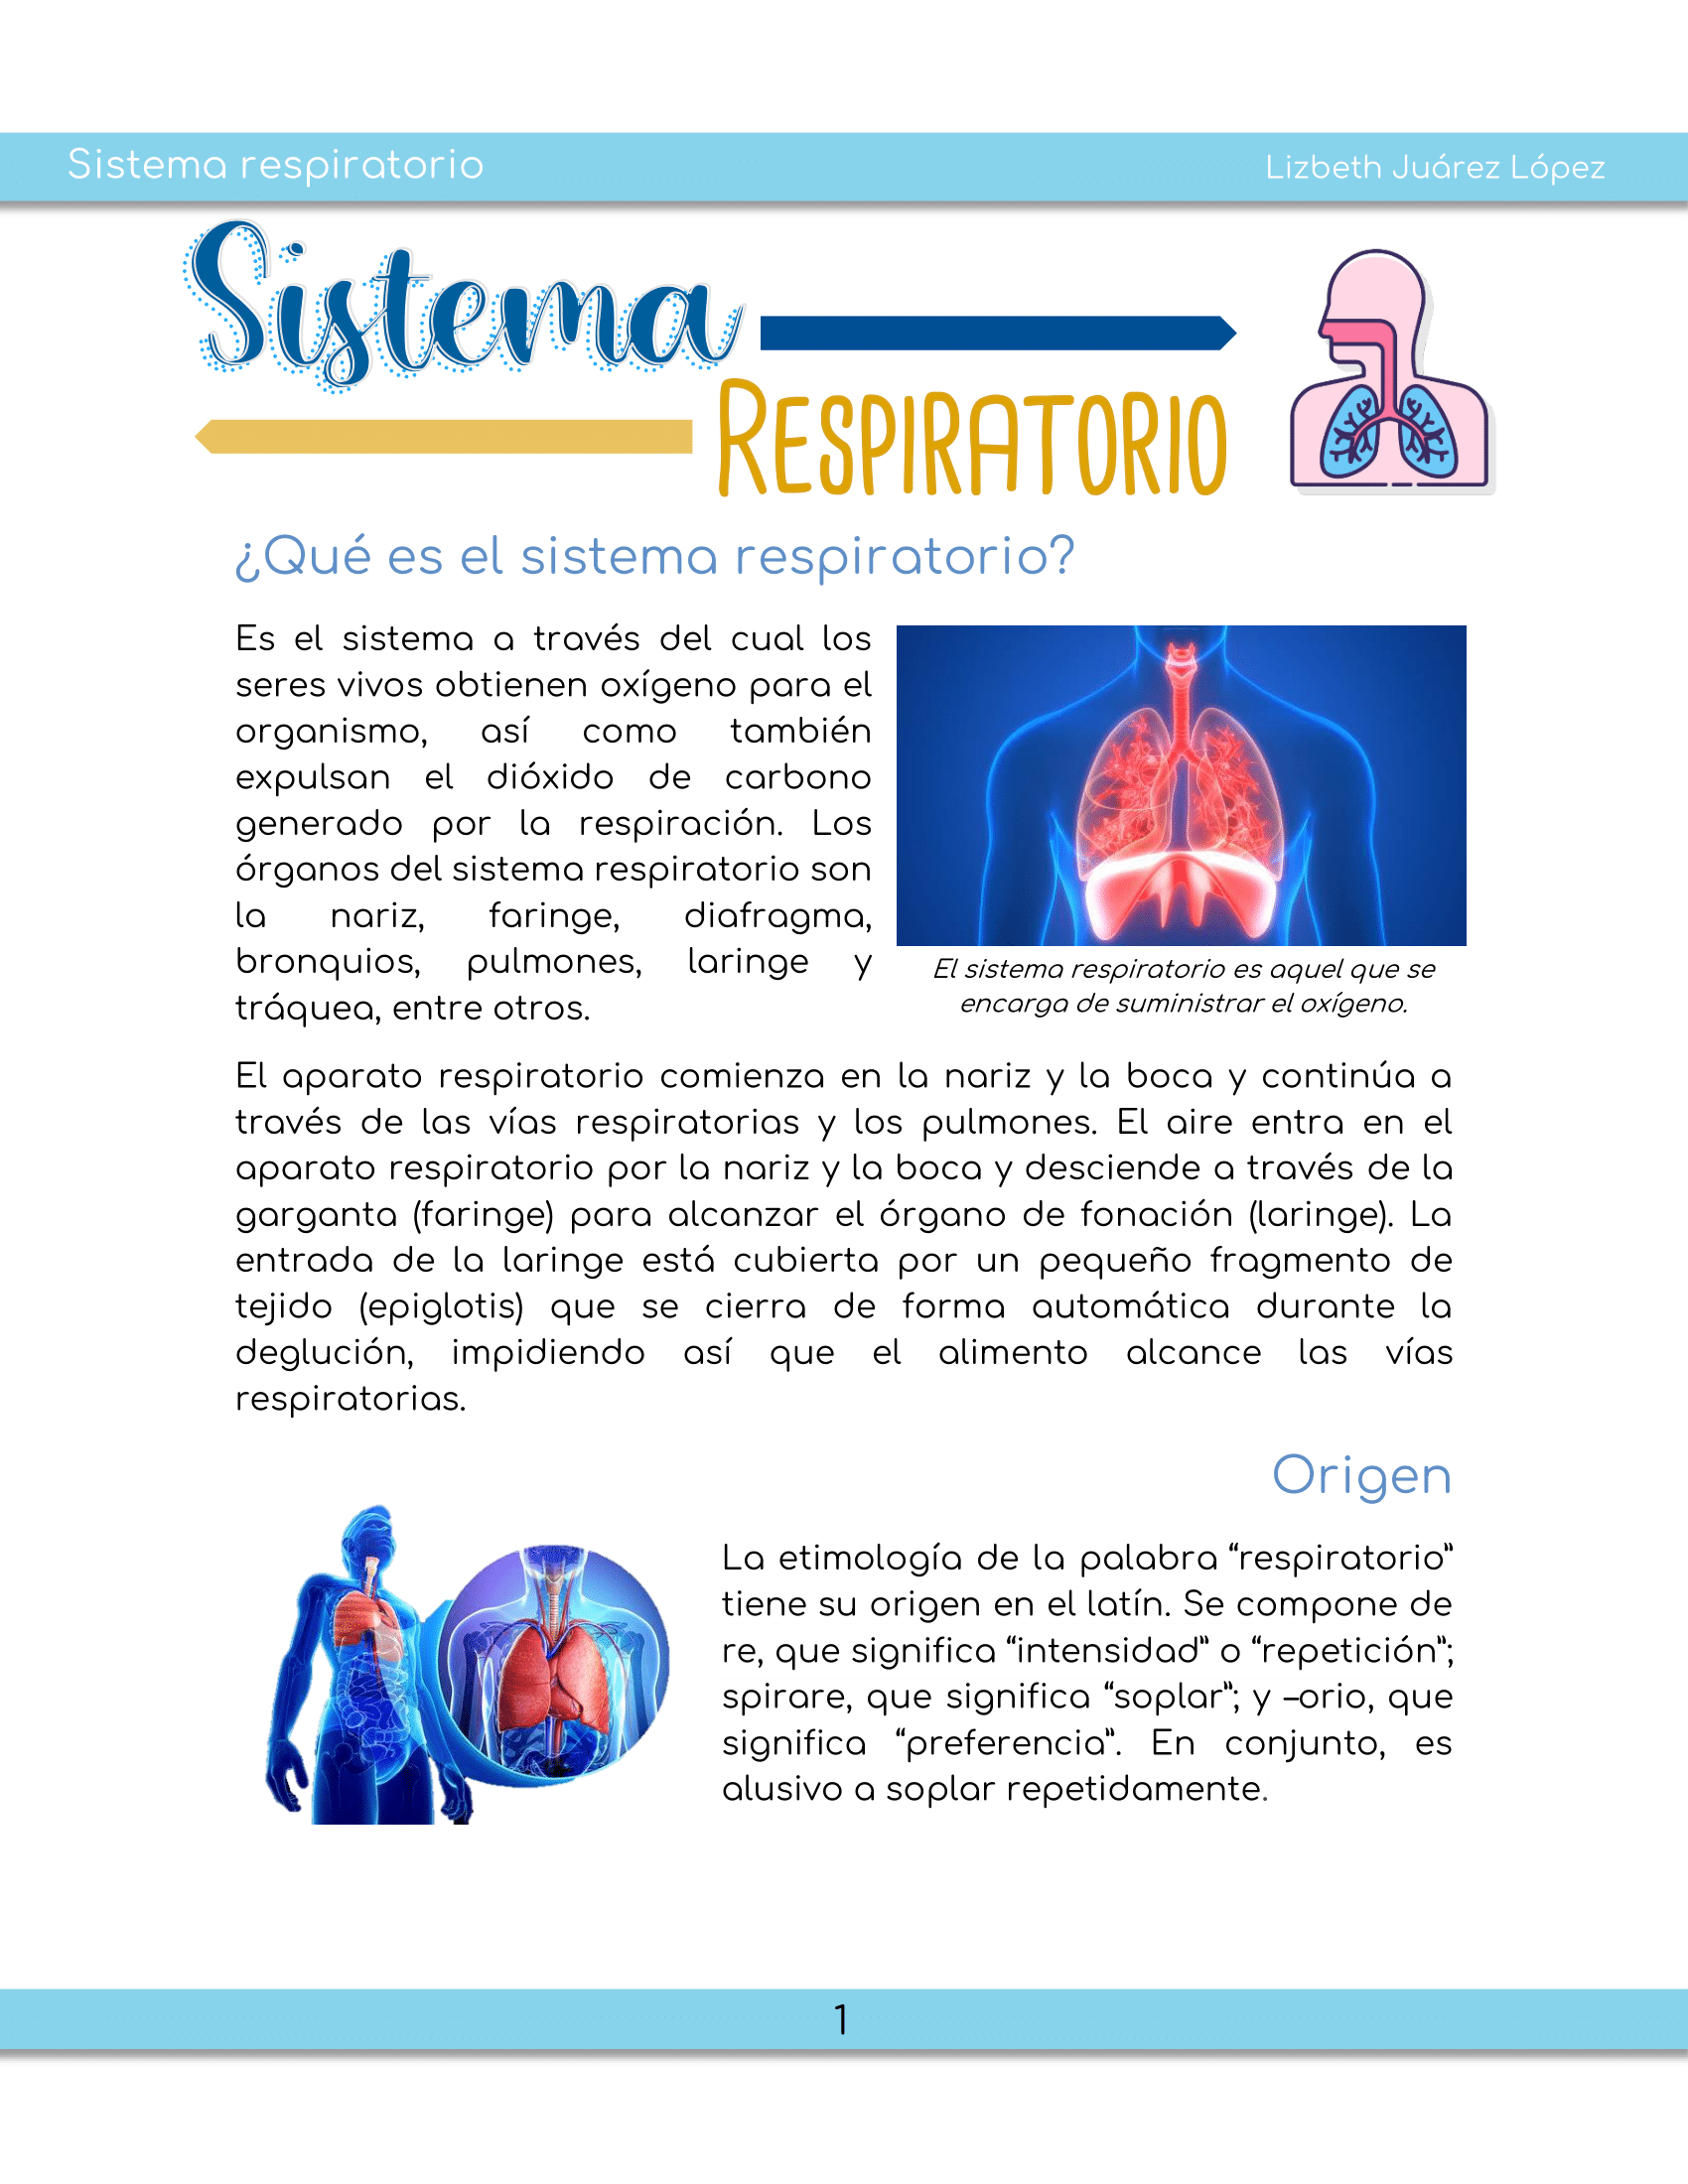 Sistema respiratorio
Lizbeth Juárez López
Sistema
RESPIRATORIO
¿Qué es el sistema respiratorio?
Es el sistema a través del cual los
seres vivos obtienen oxígeno para el
organismo, así como también
expulsan el dióxido de carbono
generado por la respiración. Los
órganos del sistema respiratorio son
la nariz, faringe, diafragma,
bronquios, pulmones, laringe y
tráquea, entre otros.
El sistema respiratorio es aquel que se
encarga de suministrar el oxígeno.
El aparato respiratorio comienza en la nariz y la boca y continúa a
través de las vías respiratorias y los pulmones. El aire entra en el
aparato respiratorio por la nariz y la boca y desciende a través de la
garganta (faringe) para alcanzar el órgano de fonación (laringe). La
entrada de la laringe está cubierta por un pequeño fragmento de
tejido (epiglotis) que se cierra de forma automática durante la
deglución, impidiendo así que el alimento alcance las vías
respiratorias.
Origen
La etimología de la palabra “respiratorio”
tiene su origen en el latín. Se compone de
re, que significa “intensidad” o “repetición”;
spirare, que significa “soplar”; y –orio, que
significa “preferencia”. En conjunto, es
alusivo a soplar repetidamente.
1